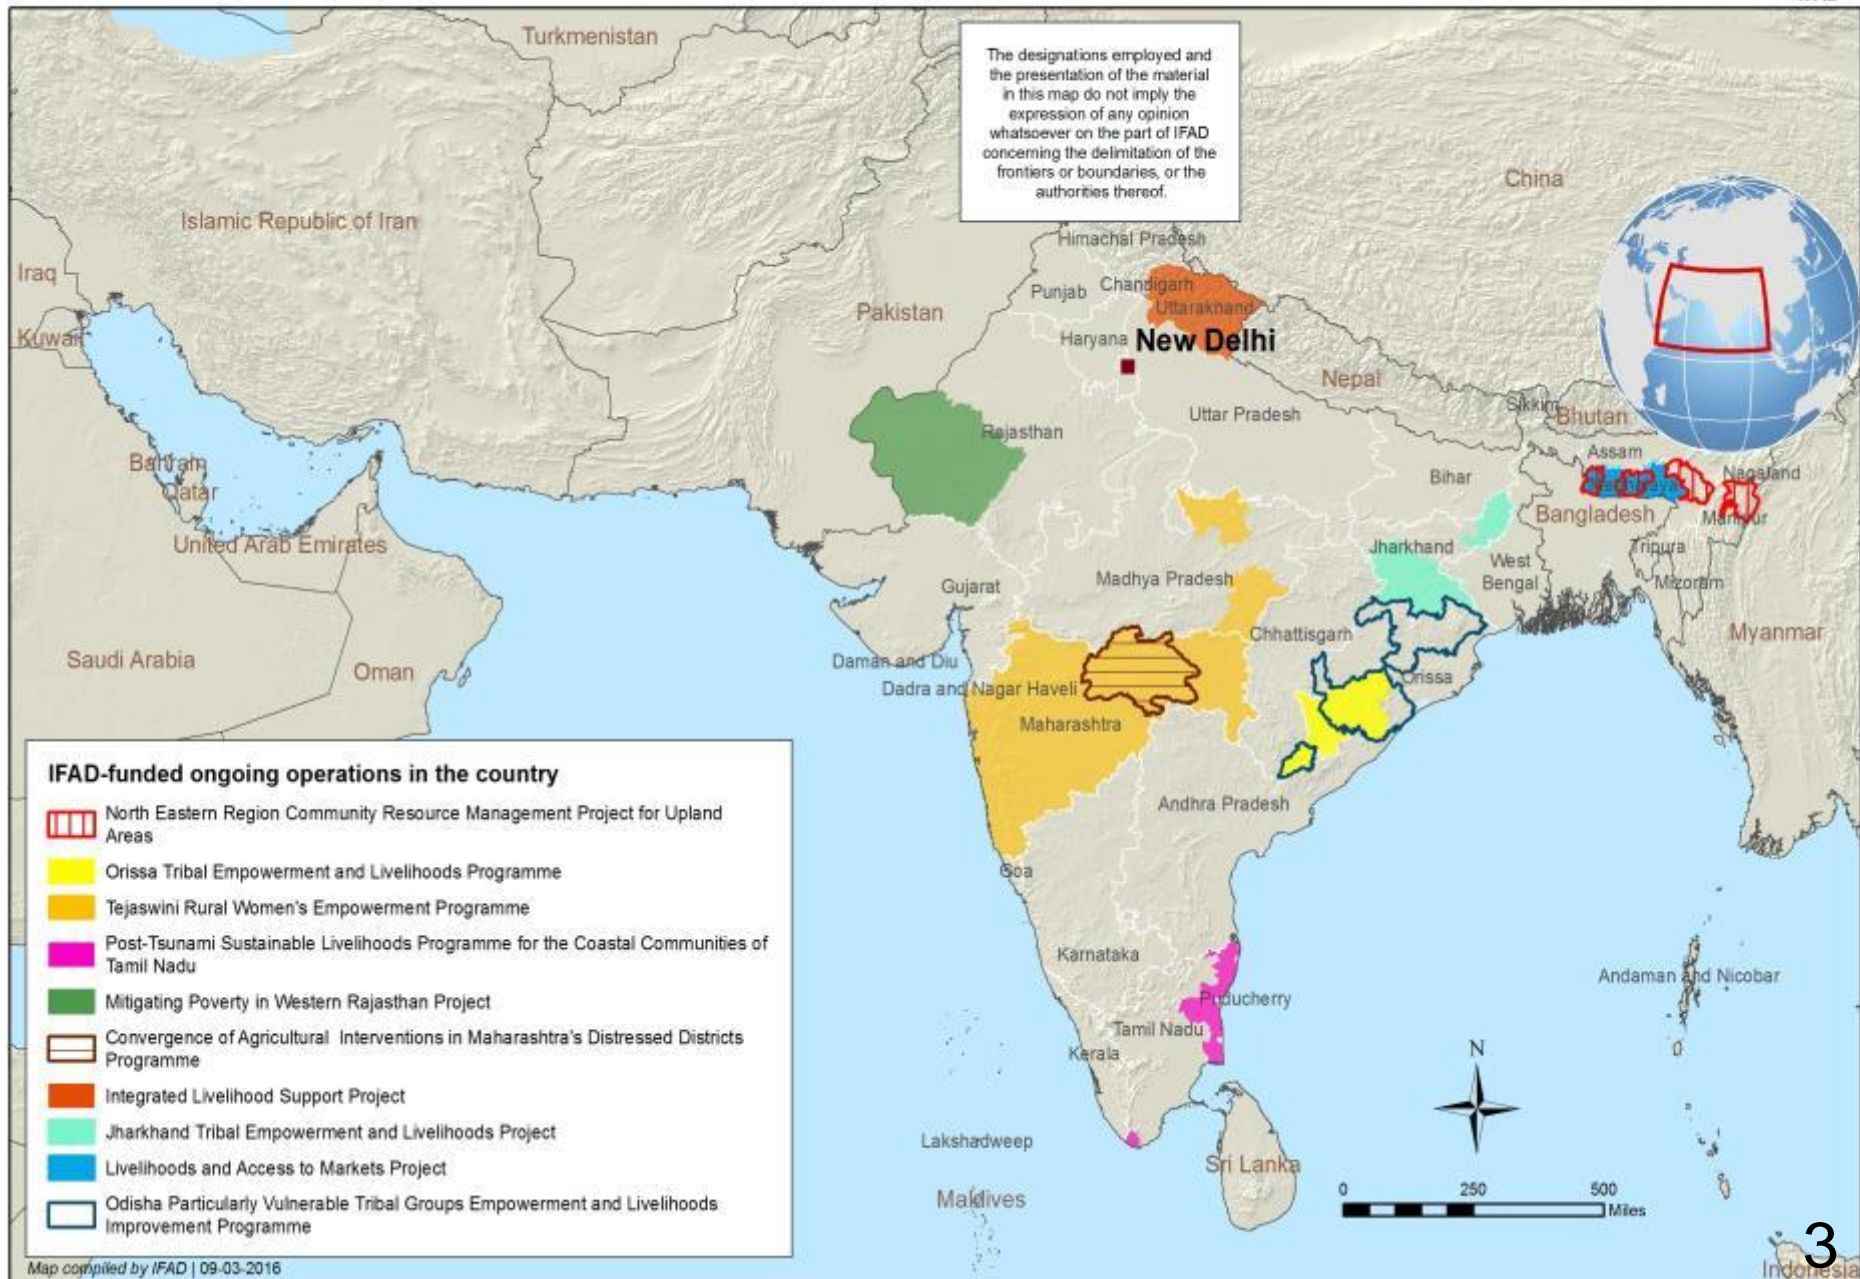 Turkmenistan
The designations employed and
the presentation of the material
in this map do not imply the
expression of any opinion
whatsoever on the part of IFAD
concerning the delimitation of the
frontiers or boundaries, or the
authorities thereof.
China
Islamic Republic of Iran
Himachal Pradesh
Iraq
Chandigarh
Punjab
Uttarakhand
Pakistan
Kuwait
Haryana
New Delhi
Nepal
Sikkim
Bhutan
Uttar Pradesh
Rajasthan
Assam
Bahrain
Bihar
Nagaland
Qatar
Meghalaya
Bangladesh
Manipur
United Arab Emirates
Jharkhand
Tripura
West
Bengal
Madhya Pradesh
Gujarat
Mizoram
Chhattisgarh
Myanmar
Saudi Arabia
Oman
Daman and Diu
Orissa
Dadra and Nagar Haveli
Maharashtra
Andhra Pradesh
Goa
Karnataka
Andaman and Nicobar
Puducherry
Tamil Nadu
Kerala
N
Lakshadweep
Sri Lanka
Maldives
0 250 500
Miles
IFAD-funded ongoing operations in the country
North Eastern Region Community Resource Management Project for Upland
Areas
Orissa Tribal Empowerment and Livelihoods Programme
Tejaswini Rural Women's Empowerment Programme
Post-Tsunami Sustainable Livelihoods Programme for the Coastal Communities of
Tamil Nadu
Mitigating Poverty in Western Rajasthan Project
Convergence of Agricultural Interventions in Maharashtra's Distressed Districts
Programme
Integrated Livelihood Support Project
Jharkhand Tribal Empowerment and Livelihoods Project
Livelihoods and Access to Markets Project
Odisha Particularly Vulnerable Tribal Groups Empowerment and Livelihoods
Improvement Programme
Map compiled by IFAD | 09-03-2016
3
Indonesia